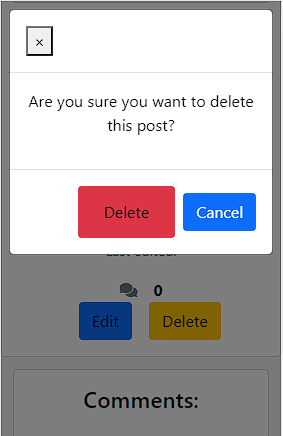 ×
Are you sure you want to delete
this post?
Delete
Cancel
Last edited:
0
Edit
Delete
Comments: